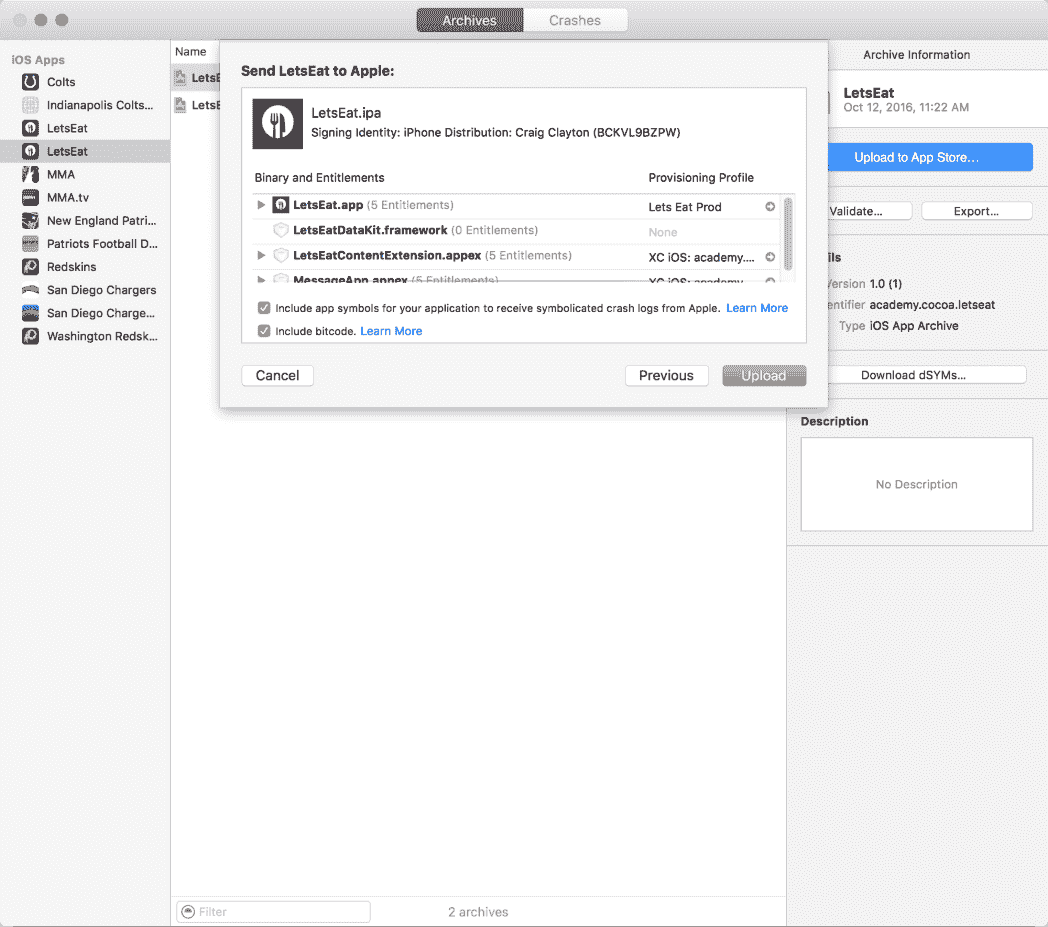 Archives
Crashes
iOS Apps
Colts
Indianapolis Colts...
LetsEat
LetsEat
MMA
MMA.tv
New England Patri...
Patriots Football D...
Redskins
San Diego Chargers
San Diego Charge...
Washington Redsk...
Name
LetsE
LetsE
Send LetsEat to Apple:
LetsEat.ipa
Signing Identity: iPhone Distribution: Craig Clayton (BCKVL9BZPW)
Binary and Entitlements Provisioning Profile
LetsEat.app (5 Entitlements) Lets Eat Prod
LetsEatDataKit.framework (0 Entitlements) None
LetsEatContentExtension.appex (5 Entitlements) XC iOS: academy....
MessageApp.appex (5 Entitlements) XC iOS: academy....
Include app symbols for your application to receive symbolicated crash logs from Apple. Learn More
Include bitcode. Learn More
Cancel Previous Upload
Archive Information
LetsEat
Oct 12, 2016, 11:22 AM
Upload to App Store...
Validate... Export...
ils
Version 1.0 (1)
entifier academy.cocoa.letseat
Type iOS App Archive
Download dSYMs...
Description
No Description
Filter
2 archives